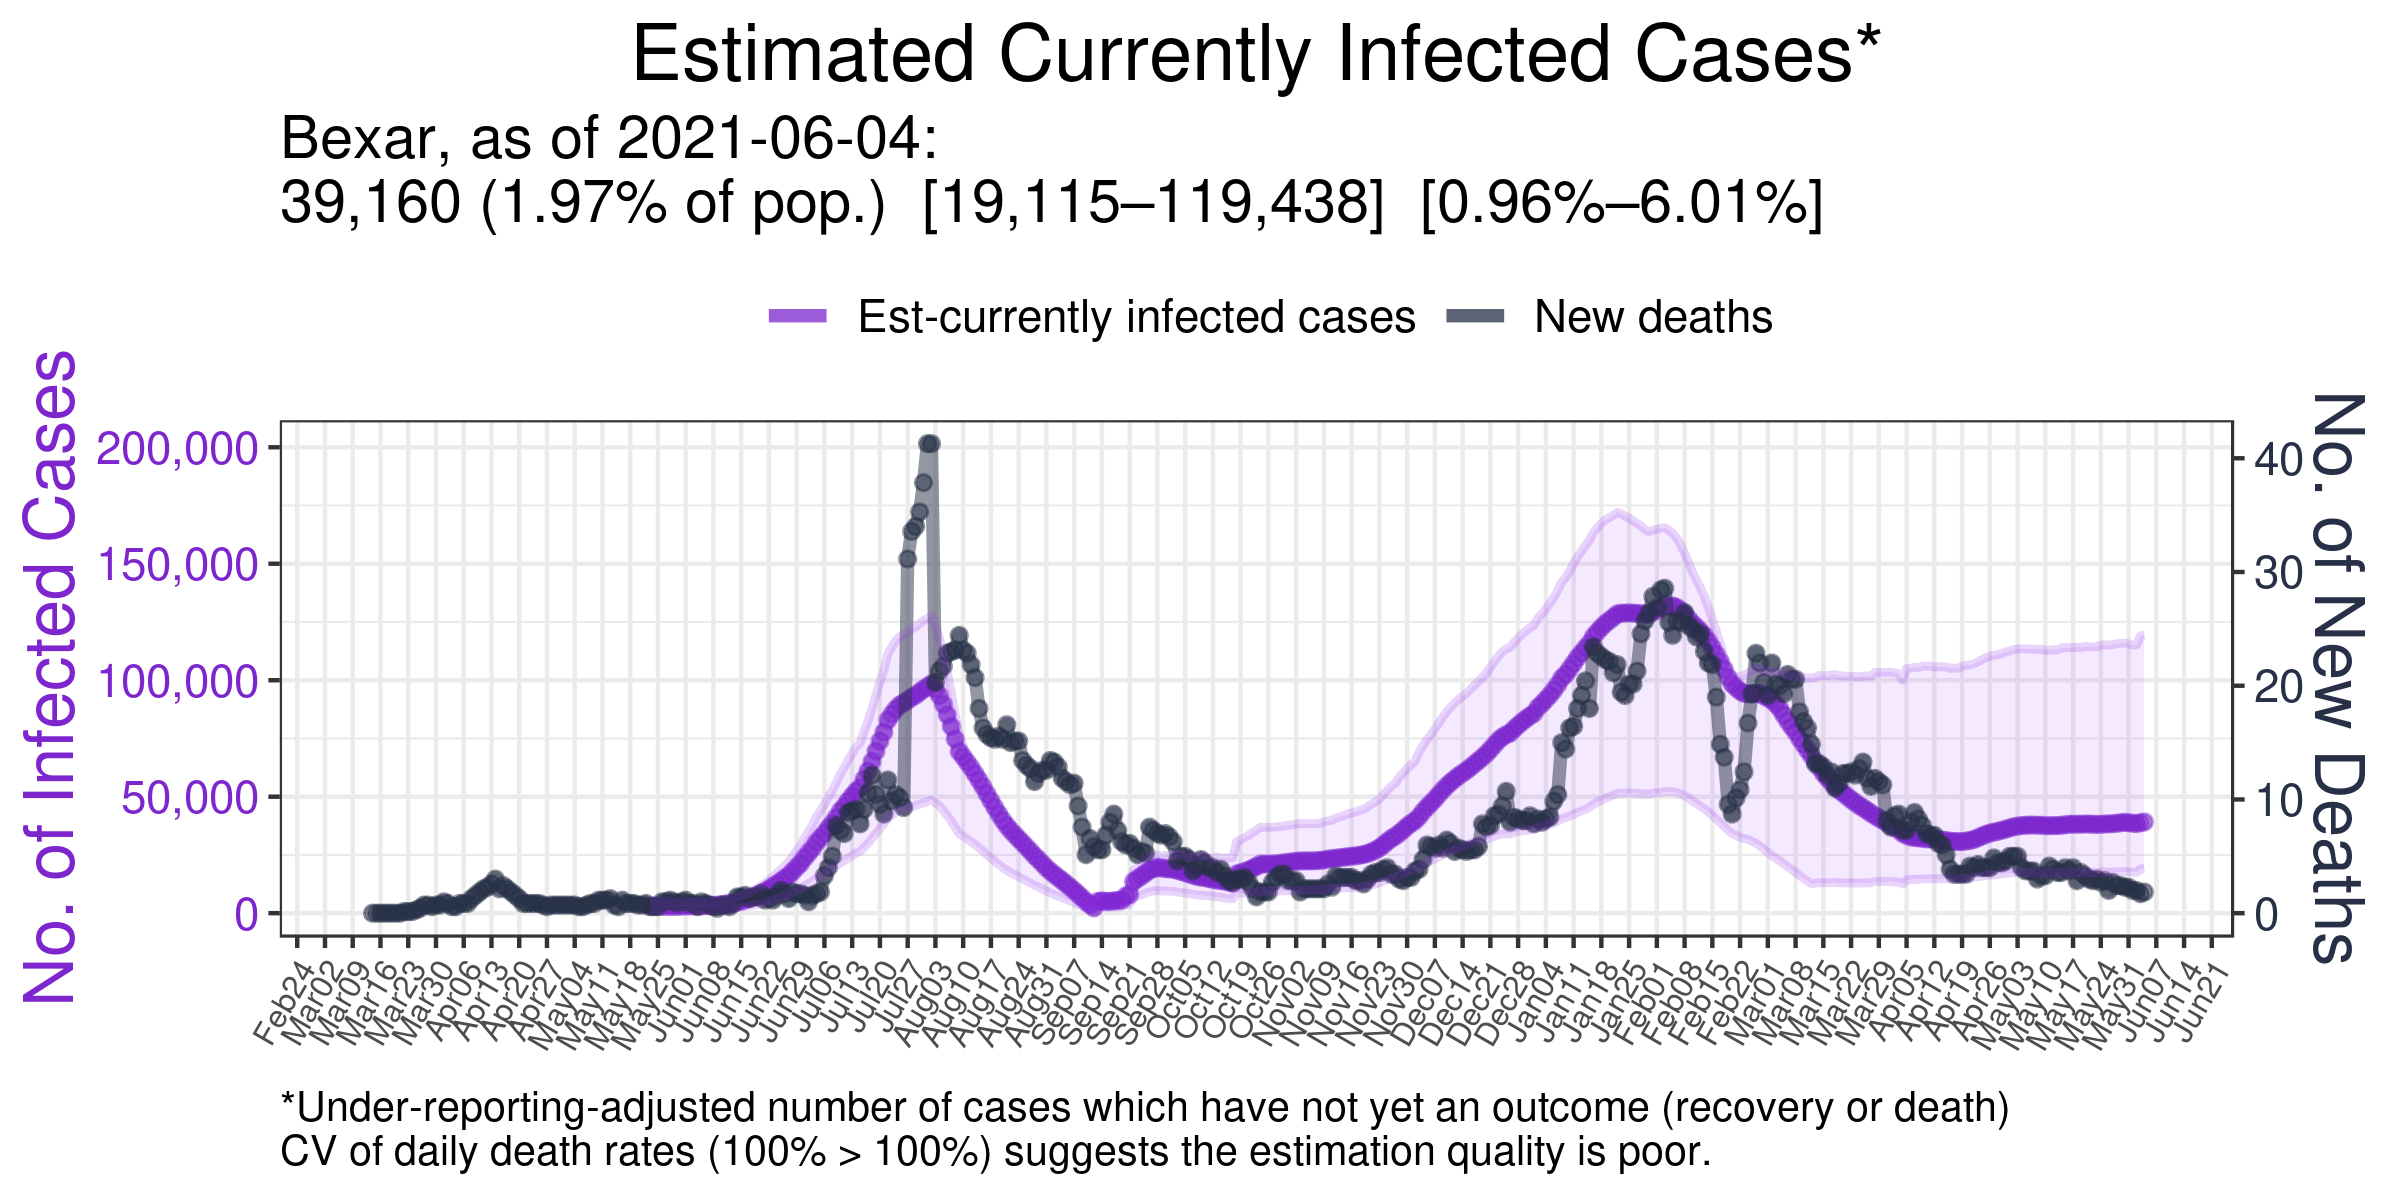 Estimated Currently Infected Cases*
Bexar, as of 2021-06-04:
39,160 (1.97% of pop.) [19,115–119,438] [0.96%–6.01%]
Est-currently infected cases
New deaths
No. of Infected Cases
200,000
150,000
100,000
50,000
0
40
30
20
10
0
No. of New Deaths
Feb24
Mar02
Mar09
Mar16
Mar23
Mar30
Apr06
Apr13
Apr20
Apr27
May04
May11
May18
May25
Jun01
Jun08
Jun15
Jun22
Jun29
Jul06
Jul13
Jul20
Jul27
Aug03
Aug10
Aug17
Aug24
Aug31
Sep07
Sep14
Sep21
Sep28
Oct05
Oct12
Oct19
Oct26
Nov02
Nov09
Nov16
Nov23
Nov30
Dec07
Dec14
Dec21
Dec28
Jan04
Jan11
Jan18
Jan25
Feb01
Feb08
Feb15
Feb22
Mar01
Mar08
Mar15
Mar22
Mar29
Apr05
Apr12
Apr19
Apr26
May03
May10
May17
May24
May31
Jun07
Jun14
Jun21
*Under-reporting-adjusted number of cases which have not yet an outcome (recovery or death)
CV of daily death rates (100% > 100%) suggests the estimation quality is poor.